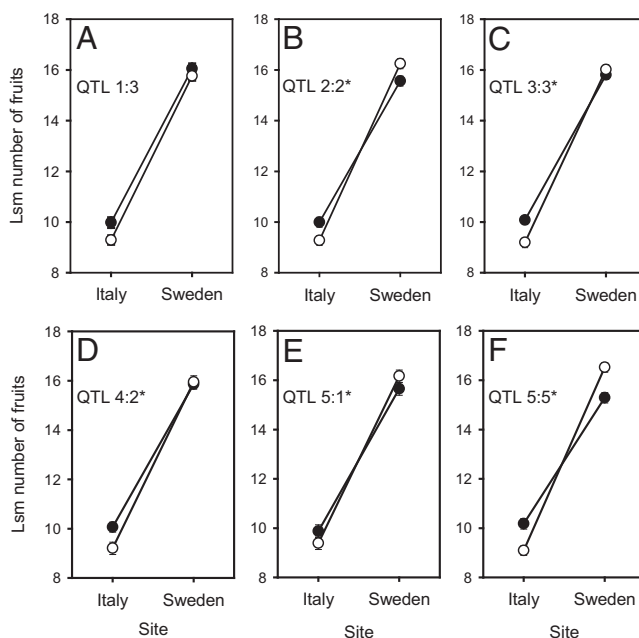 A
B
C
QTL 1:3
QTL 2:2*
QTL 3:3*
Lsm number of fruits
18
16
14
12
10
8
18
16
14
12
10
8
18
16
14
12
10
8
Italy Sweden
Italy Sweden
Italy Sweden
D
E
F
QTL 4:2*
QTL 5:1*
QTL 5:5*
Lsm number of fruits
18
16
14
12
10
8
18
16
14
12
10
8
18
16
14
12
10
8
Italy Sweden
Italy Sweden
Italy Sweden
Site
Site
Site